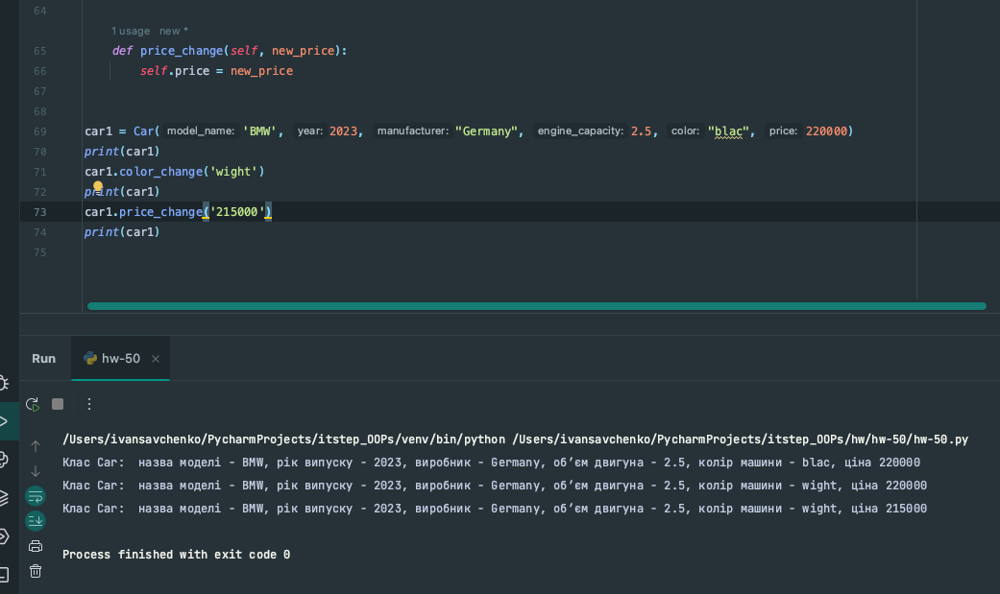 64
1 usage new *
65 def price_change(self, new_price):
66 self.price = new_price
67
68
69 car1 = Car( model_name: 'BMW', year: 2023, manufacturer: "Germany", engine_capacity: 2.5, color: "blac", price: 220000)
70 print(car1)
71 car1.color_change('wight')
72 print(car1)
73 car1.price_change('215000')
74 print(car1)
75
Run hw-50
/Users/ivansavchenko/PycharmProjects/itstep_OOPs/venv/bin/python /Users/ivansavchenko/PycharmProjects/itstep_OOPs/hw/hw-50/hw-50.py
Клас Car: назва моделі - BMW, рік випуску - 2023, виробник - Germany, обʼєм двигуна - 2.5, колір машини - blac, ціна 220000
Клас Car: назва моделі - BMW, рік випуску - 2023, виробник - Germany, обʼєм двигуна - 2.5, колір машини - wight, ціна 220000
Клас Car: назва моделі - BMW, рік випуску - 2023, виробник - Germany, обʼєм двигуна - 2.5, колір машини - wight, ціна 215000
Process finished with exit code 0